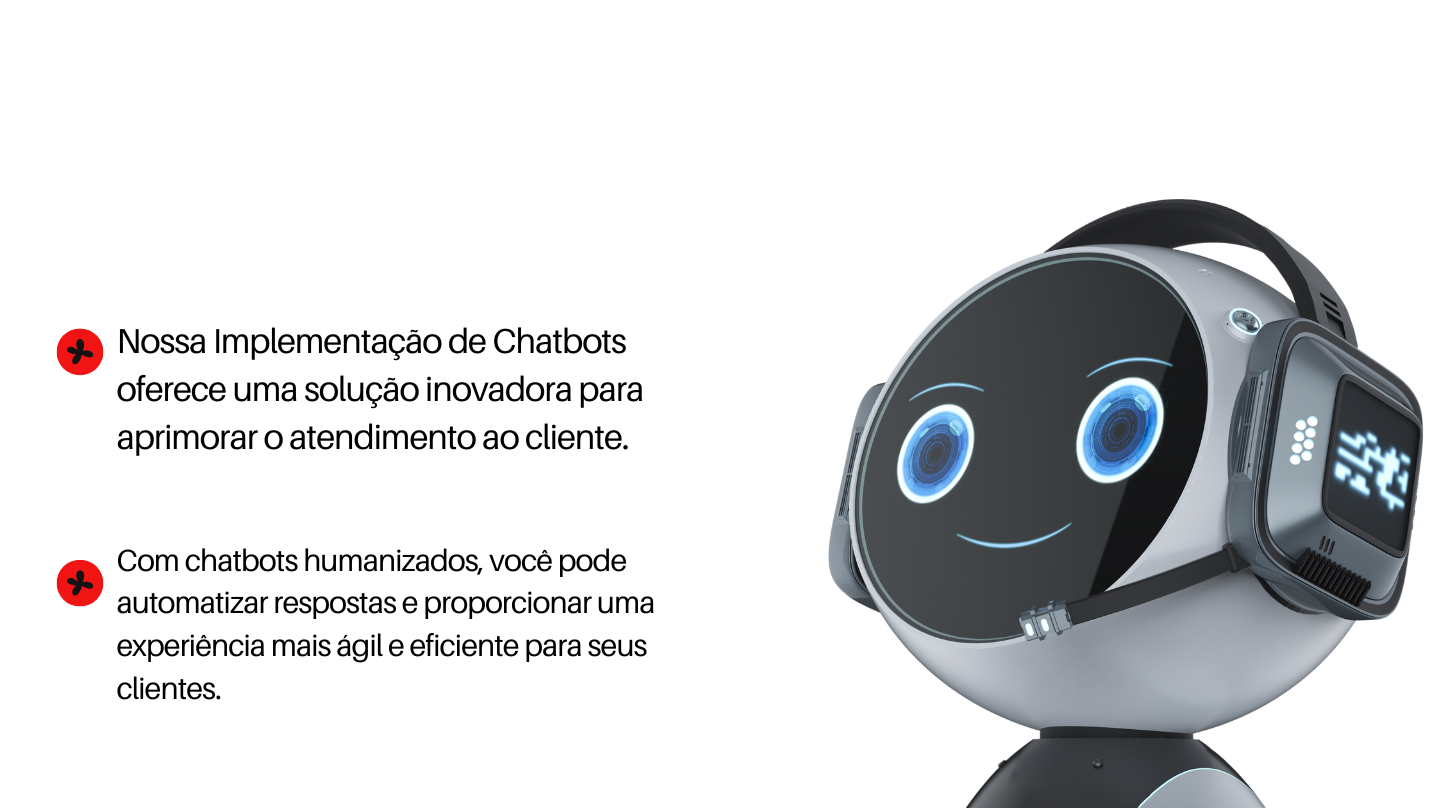 Nossa Implementação de Chatbots
oferece uma solução inovadora para
aprimorar o atendimento ao cliente.
Com chatbots humanizados, você pode
automatizar respostas e proporcionar uma
experiência mais ágil e eficiente para seus
clientes.